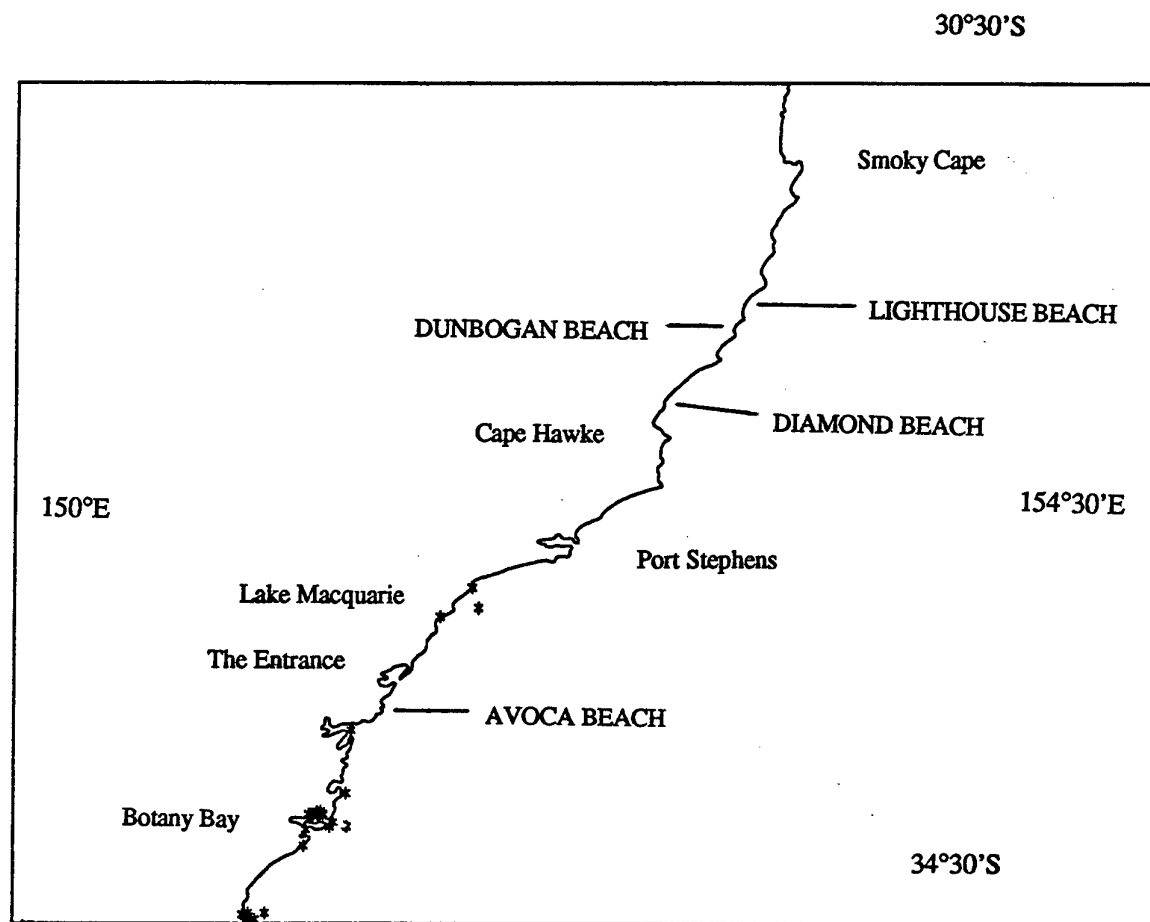 30°30'S
Smoky Cape
LIGHTHOUSE BEACH
DUNBOGAN BEACH
DIAMOND BEACH
Cape Hawke
150°E
154°30'E
Port Stephens
Lake Macquarie
The Entrance
AVOCA BEACH
Botany Bay
34°30'S